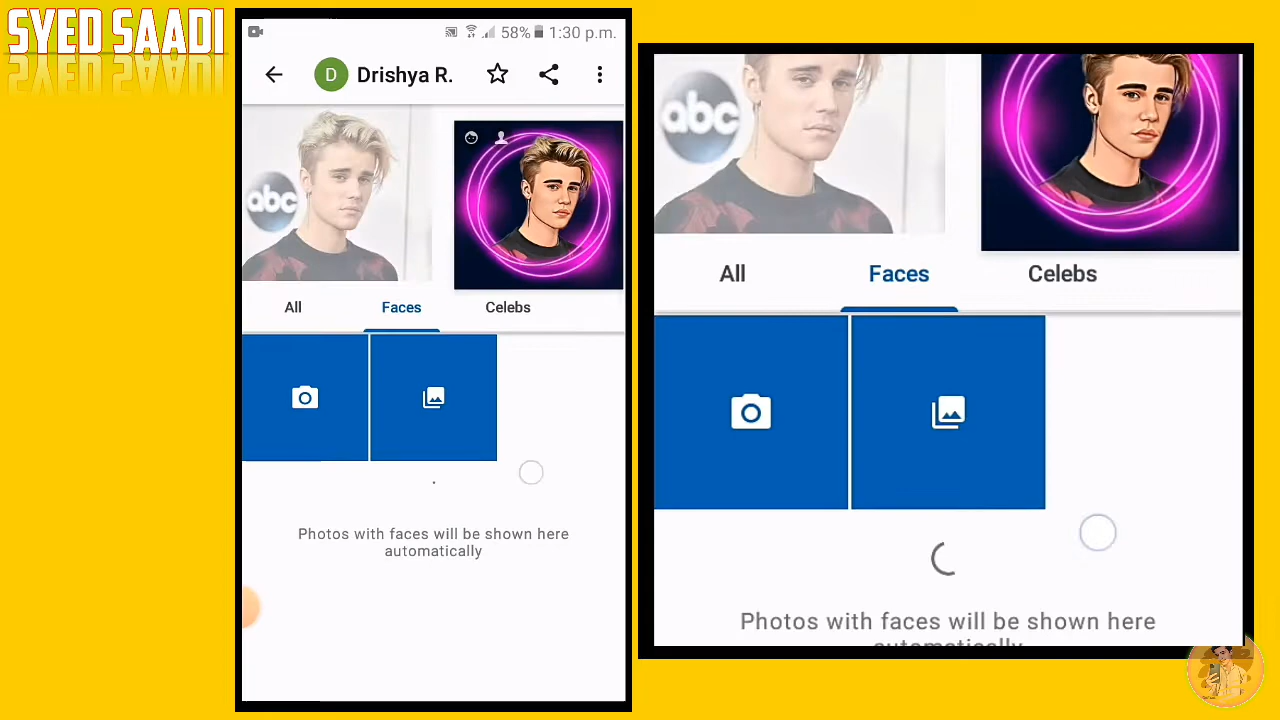 SYED SAADI
58% 1:30 p.m.
D Drishya R.
abc
All Faces Celebs
Photos with faces will be shown here
automatically
abc
All Faces Celebs
Photos with faces will be shown here
automatically